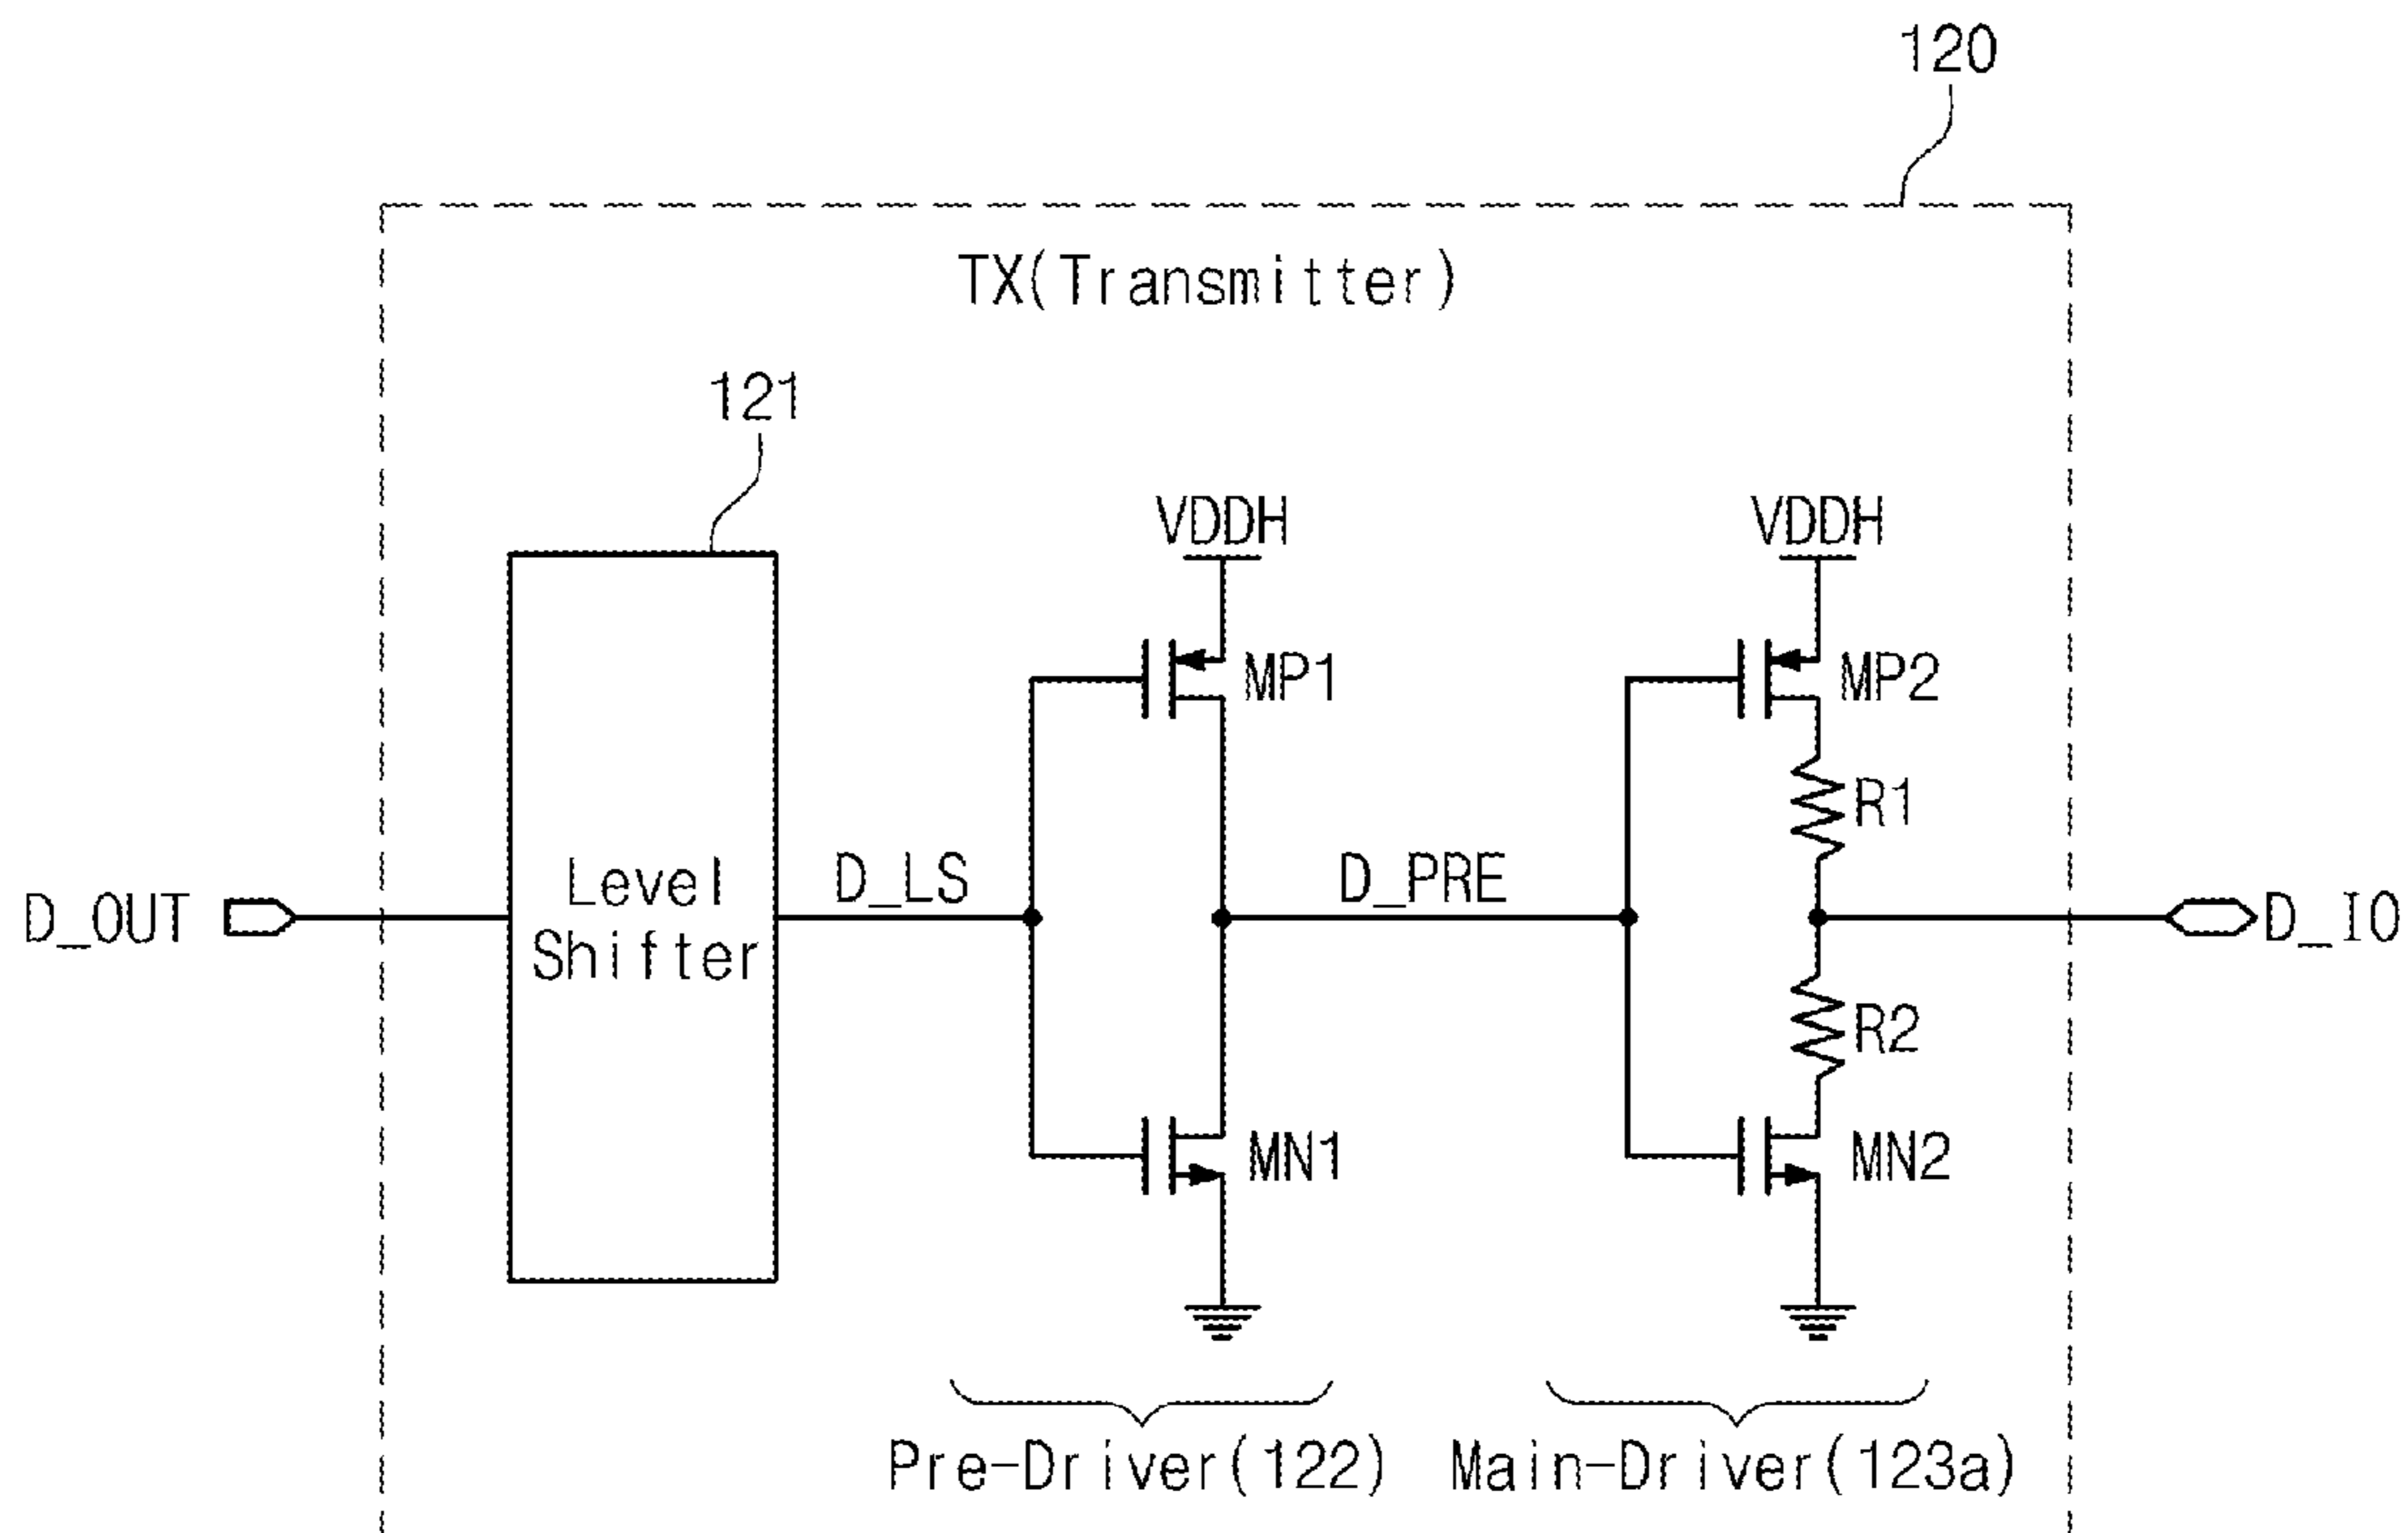 120
TX(Transmitter)
121
VDDH
VDDH
MP1
MP2
R1
D_OUT
Level
Shifter
D_LS
D_PRE
D_IO
R2
MN1
MN2
Pre-Driver(122)
Main-Driver(123a)